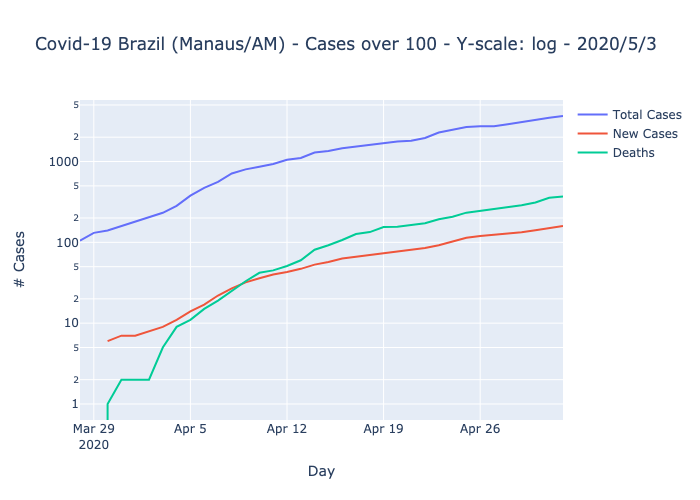 Covid-19 Brazil (Manaus/AM) - Cases over 100 - Y-scale: log - 2020/5/3
Total Cases
New Cases
Deaths
5
2
1000
5
2
100
5
2
10
5
2
1
# Cases
Mar 29
2020
Apr 5
Apr 12
Apr 19
Apr 26
Day